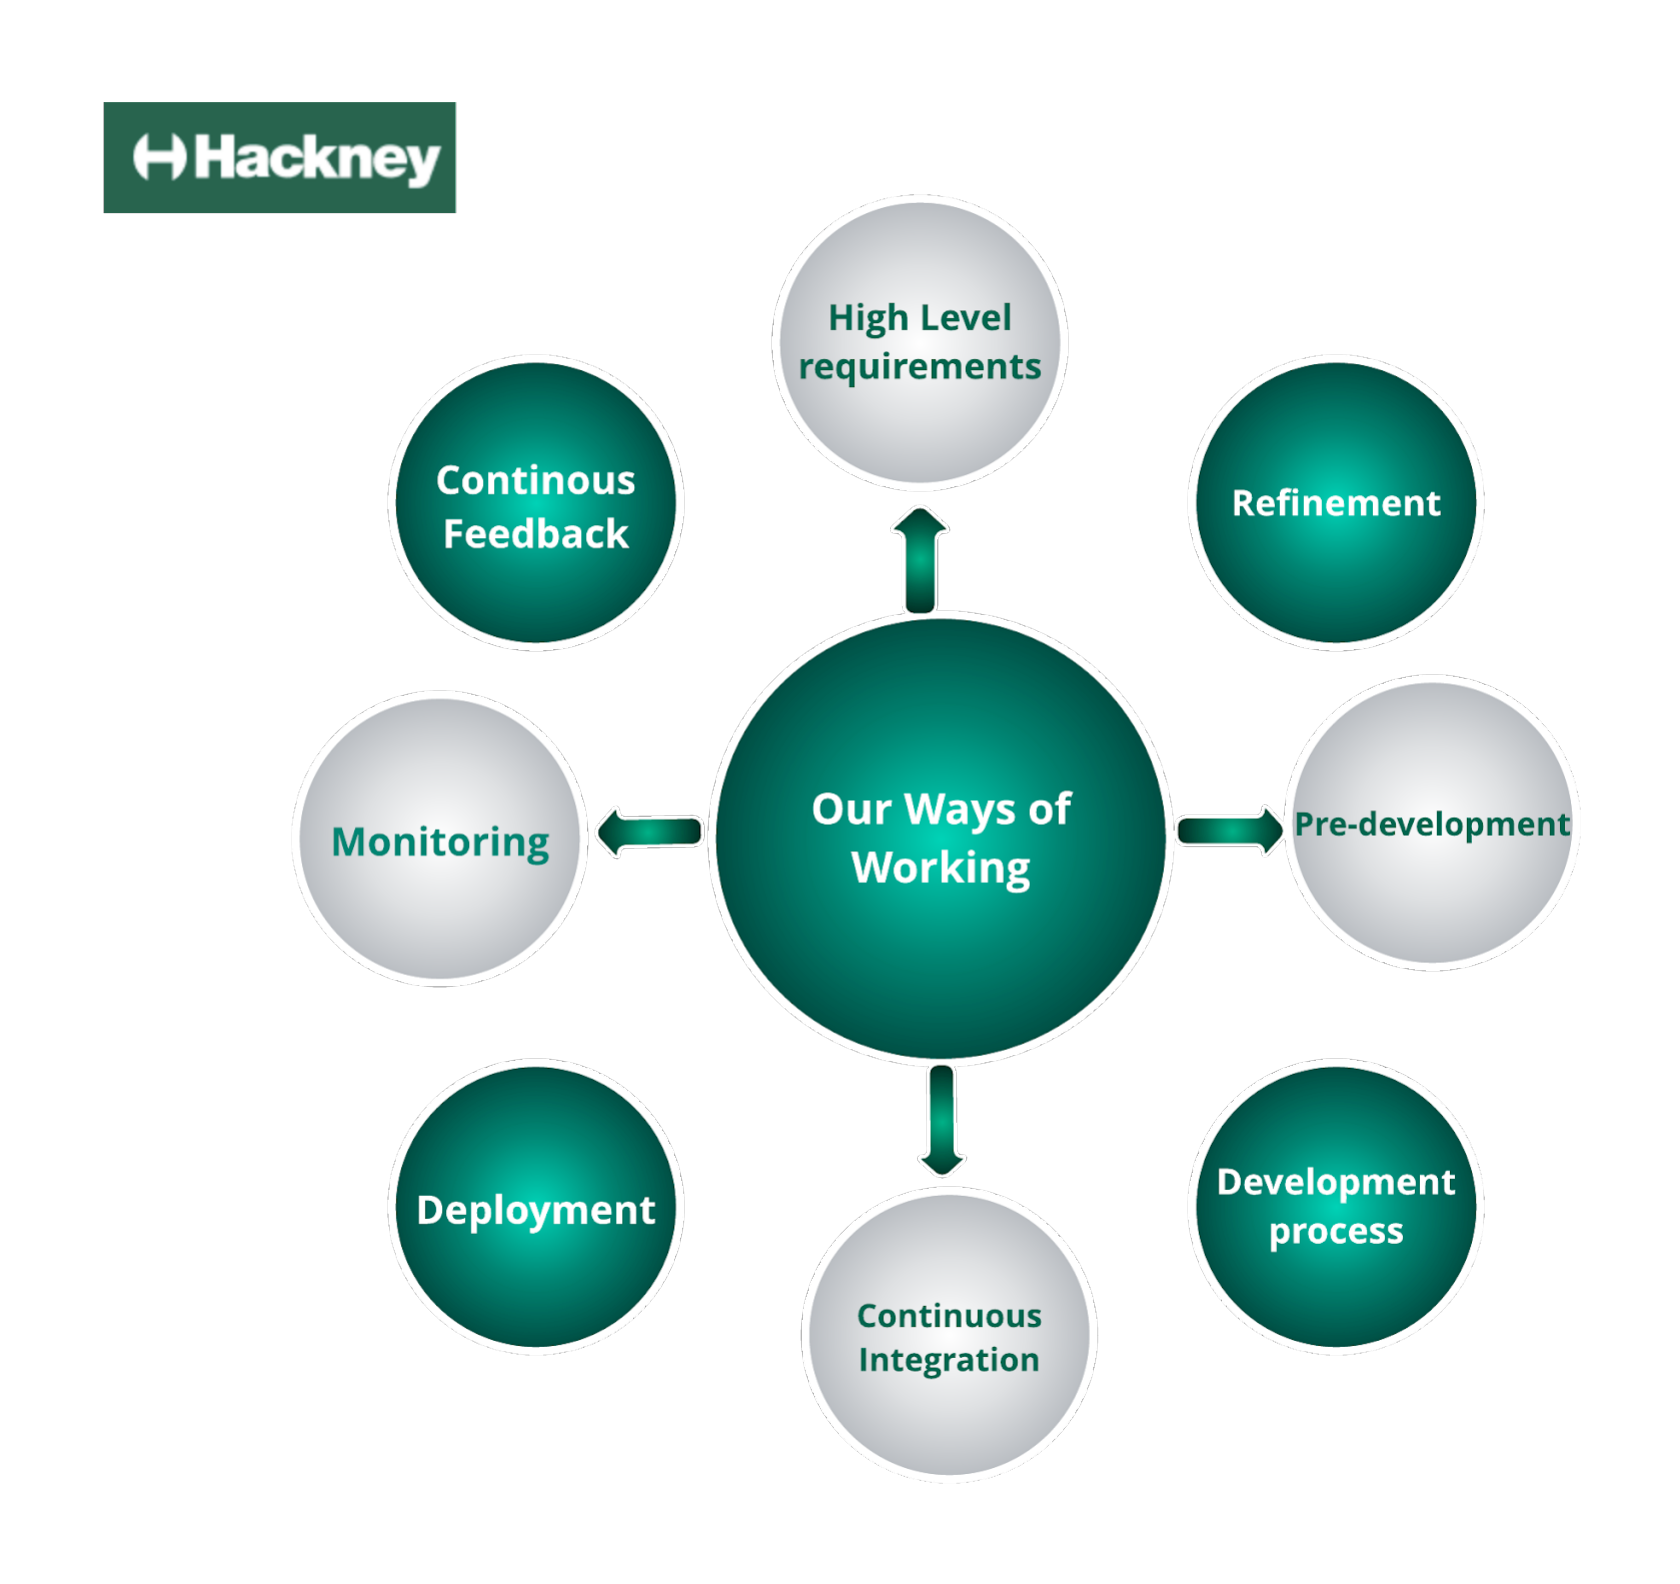 Hackney
High Level
requirements
Continous
Feedback
Refinement
Monitoring
Our Ways of
Working
Pre-development
Deployment
Development
process
Continuous
Integration